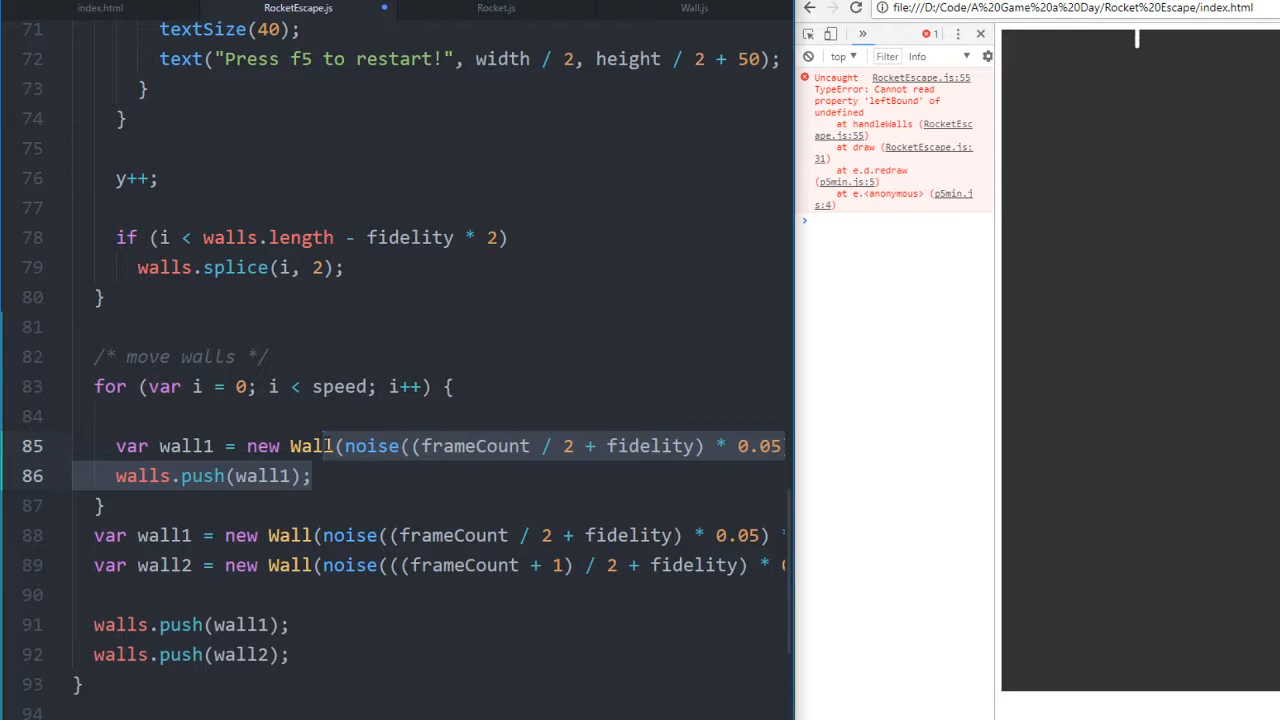 index.html RocketEscape.js Rocket.js Wall.js
71 textSize(40);
72 text("Press f5 to restart!", width / 2, height / 2 + 50);
73 }
74 }
75
76 y++;
77
78 if (i < walls.length - fidelity * 2)
79 walls.splice(i, 2);
80 }
81
82 /* move walls */
83 for (var i = 0; i < speed; i++) {
84
85 var wall1 = new Wall(noise((frameCount / 2 + fidelity) * 0.05)
86 walls.push(wall1);
87 }
88 var wall1 = new Wall(noise((frameCount / 2 + fidelity) * 0.05) *
89 var wall2 = new Wall(noise(((frameCount + 1) / 2 + fidelity) * 0
90
91 walls.push(wall1);
92 walls.push(wall2);
93 }
94
file:///D:/Code/A%20Game%20a%20Day/Rocket%20Escape/index.html
» 1
top Filter Info
Uncaught RocketEscape.js:55
TypeError: Cannot read
property 'leftBound' of
undefined
at handleWalls (RocketEsc
ape.js:55)
at draw (RocketEscape.js:
31)
at e.d.redraw
(p5min.js:5)
at e.<anonymous> (p5min.j
s:4)